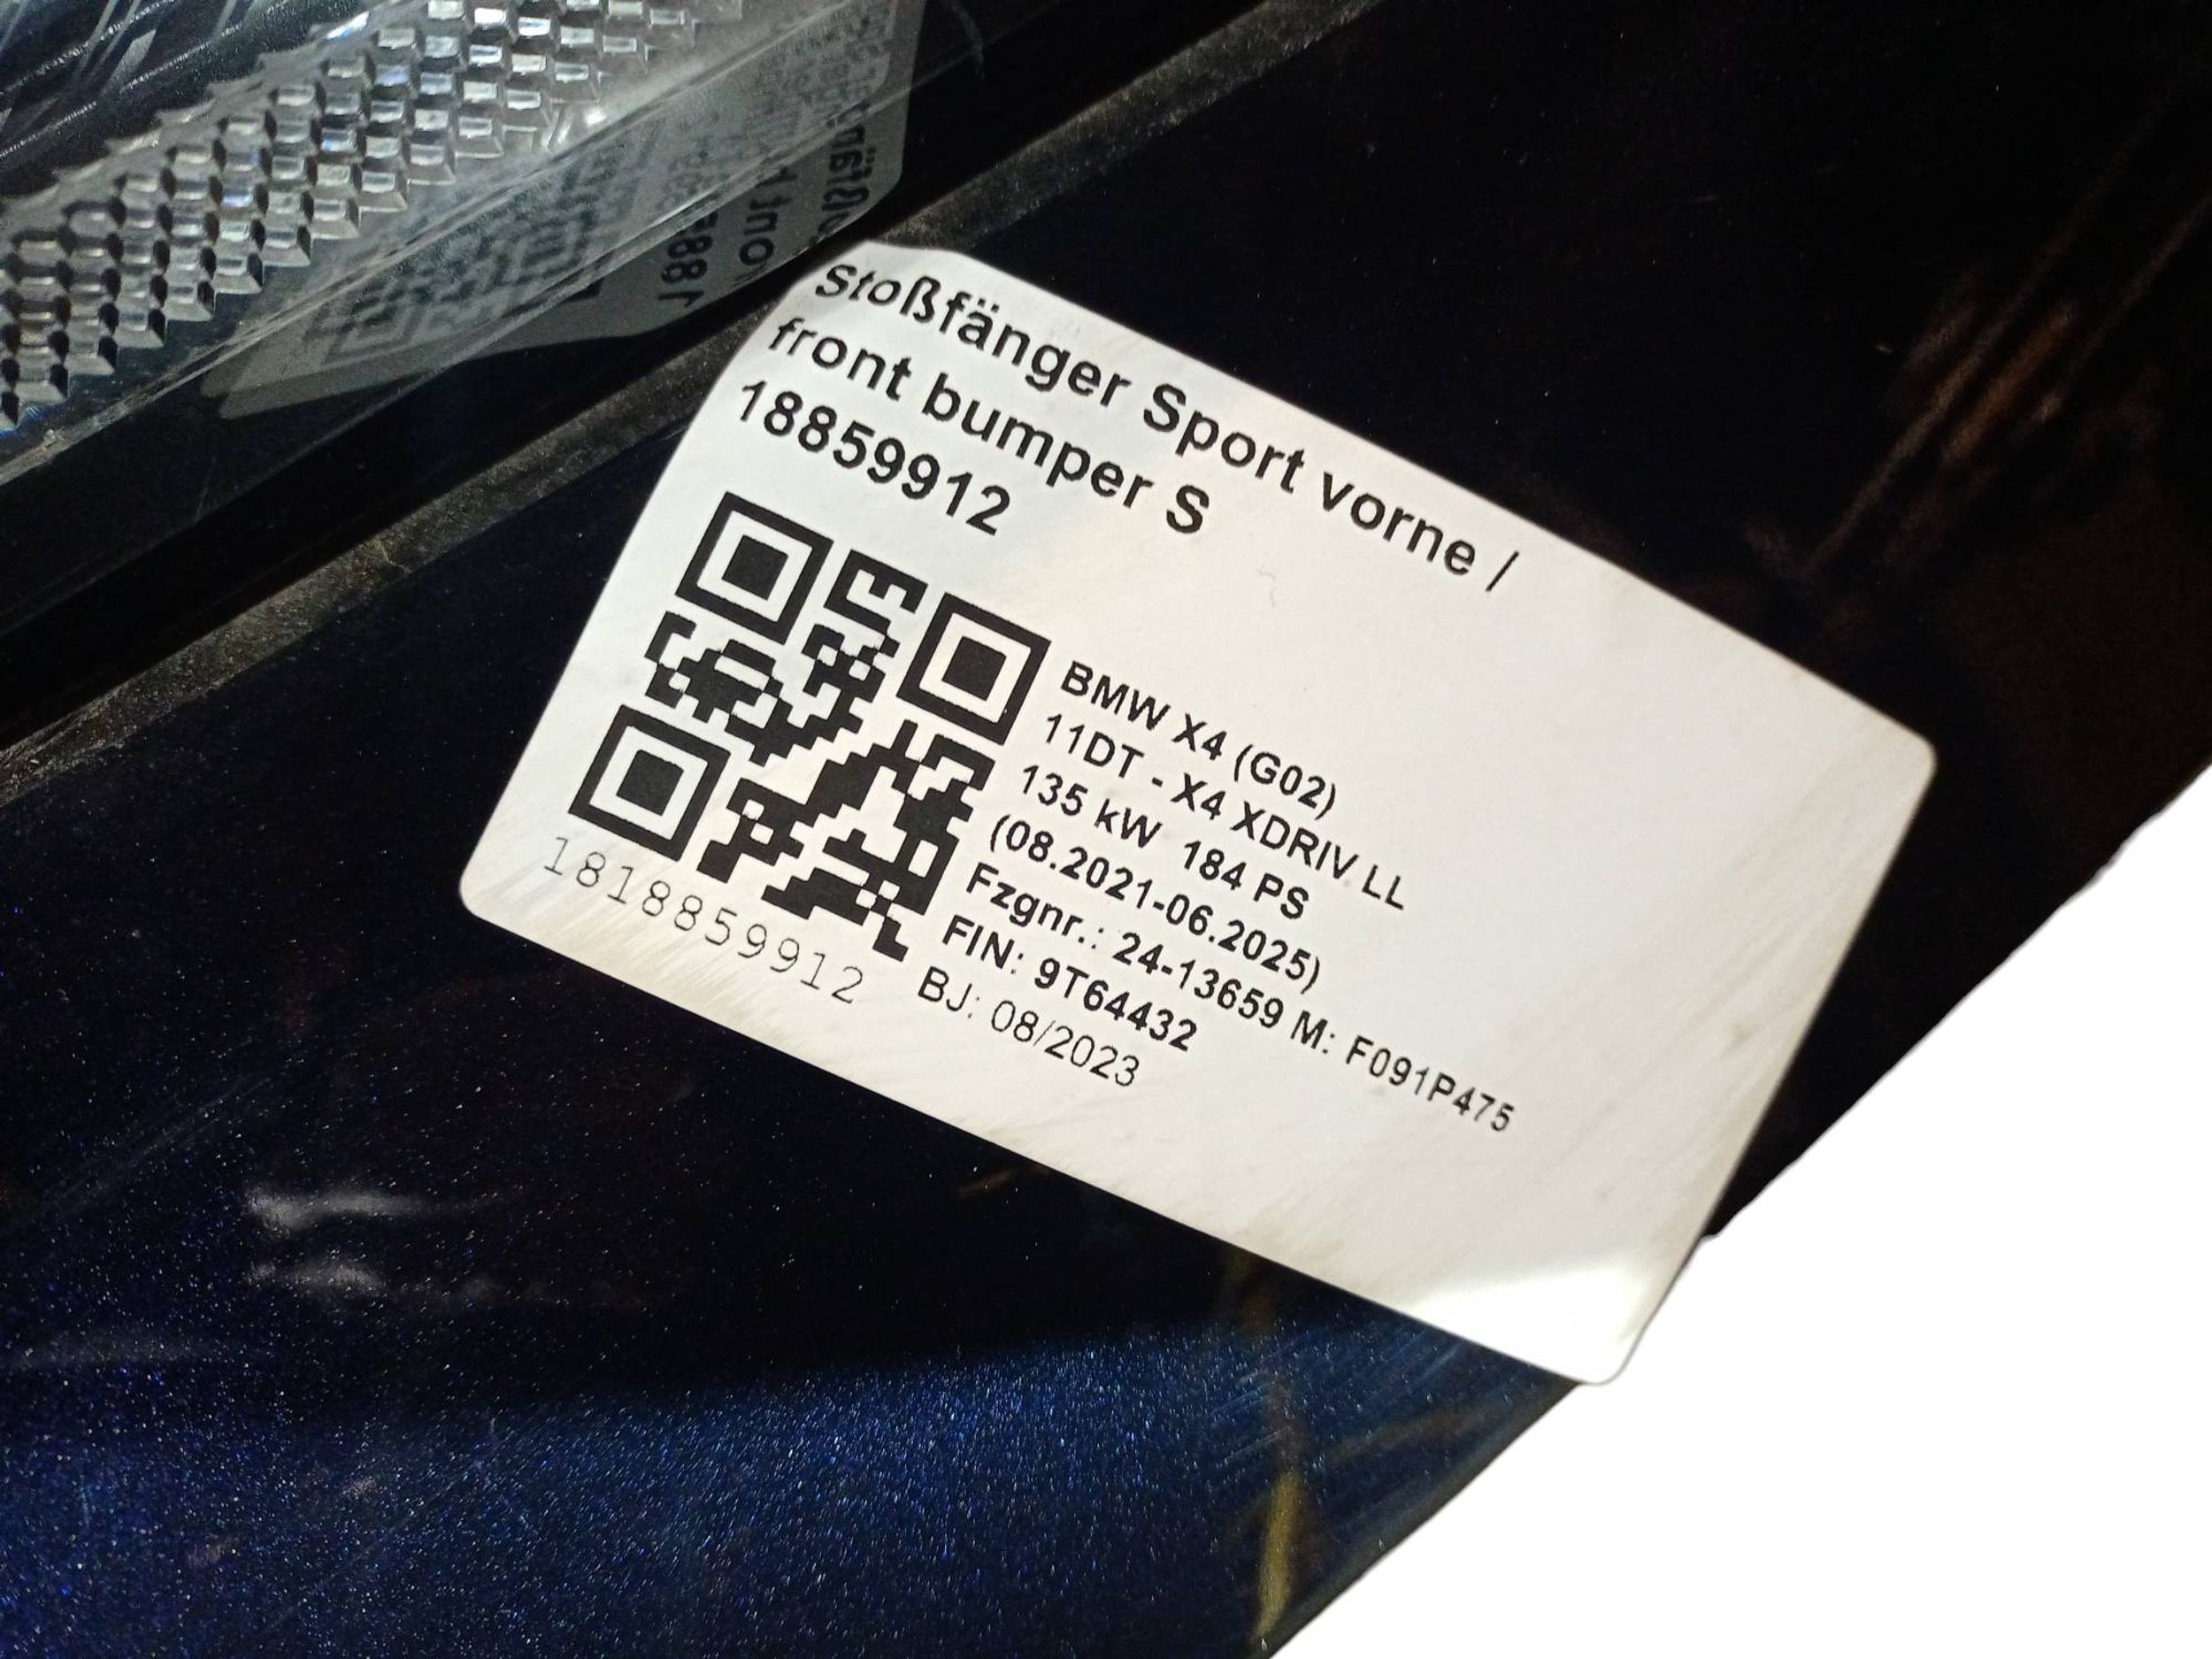 Stoßfänger Sport vorne /
front bumper S
18859912
BMW X4 (G02)
11DT - X4 XDRIV LL
135 kW 184 PS
(08.2021-06.2025)
Fzgnr.: 24-13659 M: F091P475
FIN: 9T64432
BJ: 08/2023
1818859912